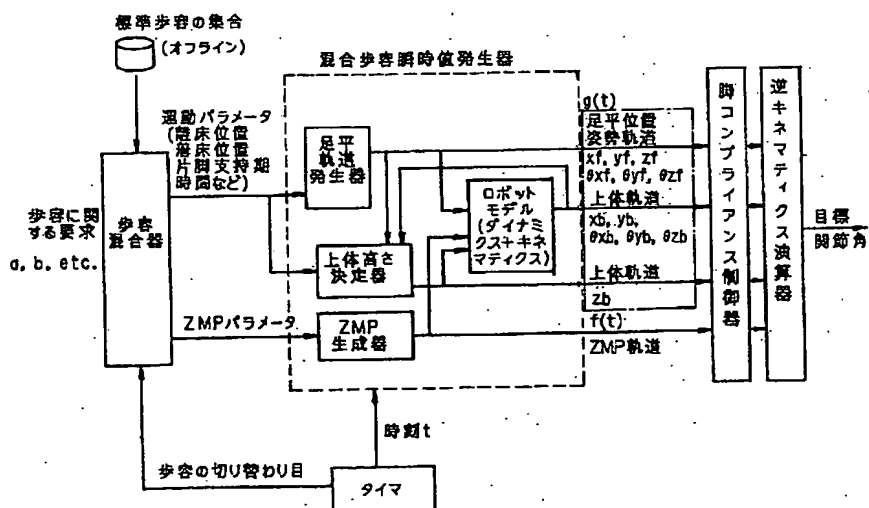 標準歩容の集合
(オフライン)
混合歩容瞬時値発生器
運動パラメータ
(離床位置
着床位置
片脚支持期
時間など)
歩容に関
する要求
a, b, etc.
歩容
混合器
足平
軌道
発生器
上体高さ
決定器
ZMPパラメータ
ZMP
生成器
ロボット
モデル
(ダイナミ
クス+キネ
マティクス)
g(t)
足平位置
姿勢軌道
xf, yf, zf
θxf, θyf, θzf
上体軌道
xb, yb,
θxb, θyb, θzb
上体軌道
zb
f(t)
ZMP軌道
脚コンプライアンス制御器
逆キネマティクス演算器
目標
関節角
時刻t
歩容の切り替わり目
タイマ